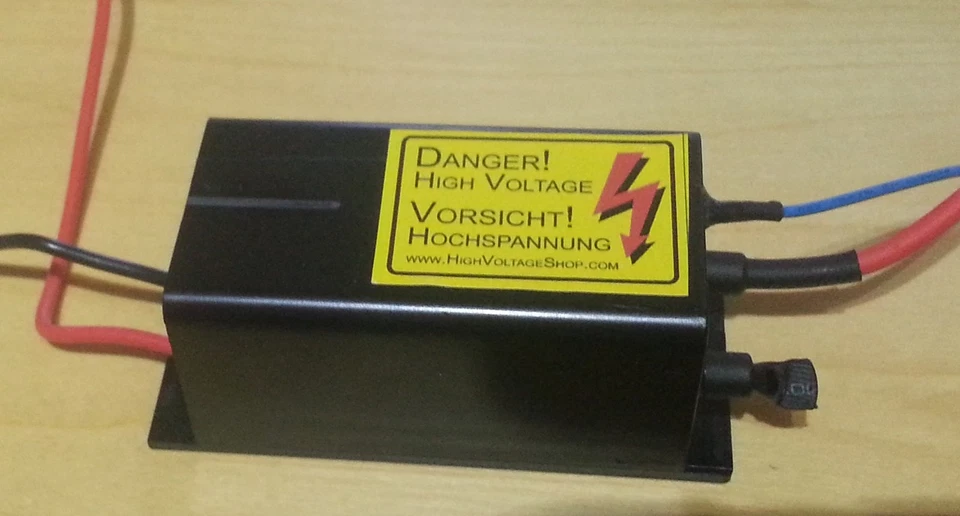 DANGER!
HIGH VOLTAGE
VORSICHT!
HOCHSPANNUNG
WWW.HIGHVOLTAGESHOP.COM